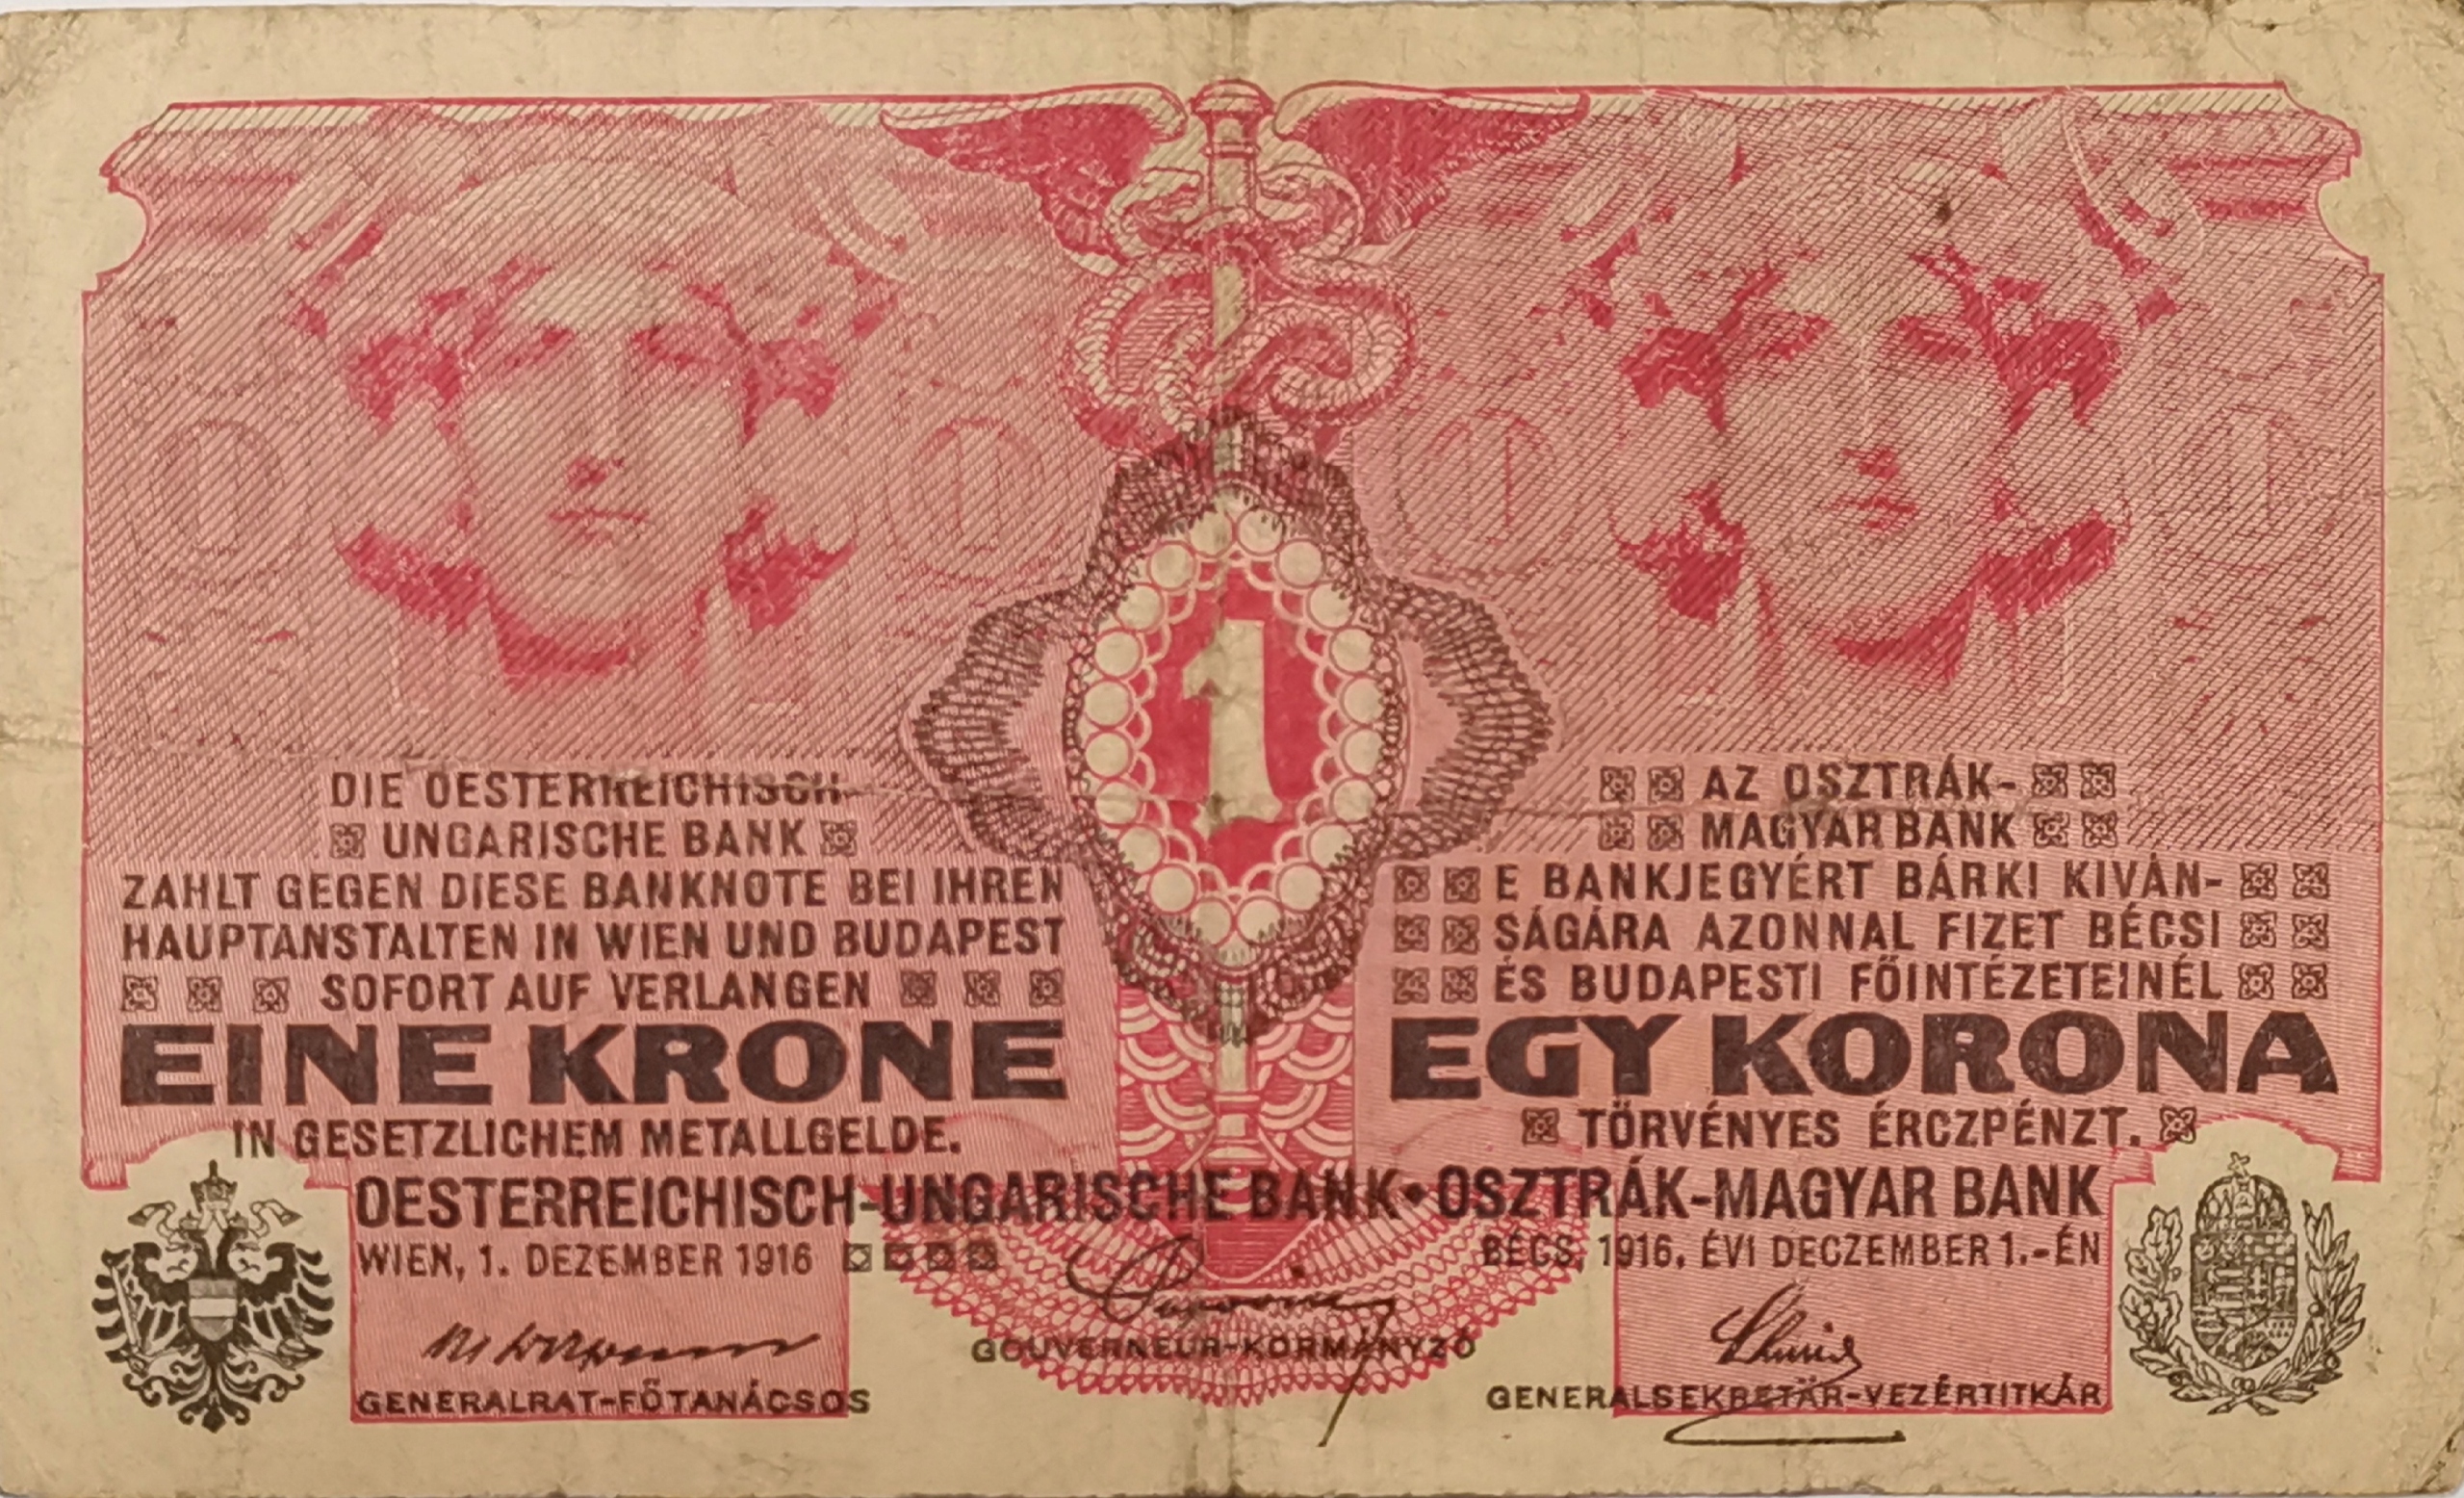 DIE OESTERREICHISCH-
UNGARISCHE BANK
ZAHLT GEGEN DIESE BANKNOTE BEI IHREN
HAUPTANSTALTEN IN WIEN UND BUDAPEST
SOFORT AUF VERLANGEN
EINE KRONE
IN GESETZLICHEM METALLGELDE.
1
AZ OSZTRÁK-
MAGYAR BANK
E BANKJEGYÉRT BÁRKI KIVÁN-
SÁGÁRA AZONNAL FIZET BÉCSI
ÉS BUDAPESTI FŐINTÉZETEINÉL
EGY KORONA
TÖRVÉNYES ÉRCZPÉNZT.
OESTERREICHISCH-UNGARISCHE BANK•OSZTRÁK-MAGYAR BANK
WIEN, 1. DEZEMBER 1916
BÉCS, 1916. ÉVI DECZEMBER 1.-ÉN
GENERALRAT-FŐTANÁCSOS
GOUVERNEUR-KORMÁNYZÓ
GENERALSEKRETÄR-VEZÉRTITKÁR